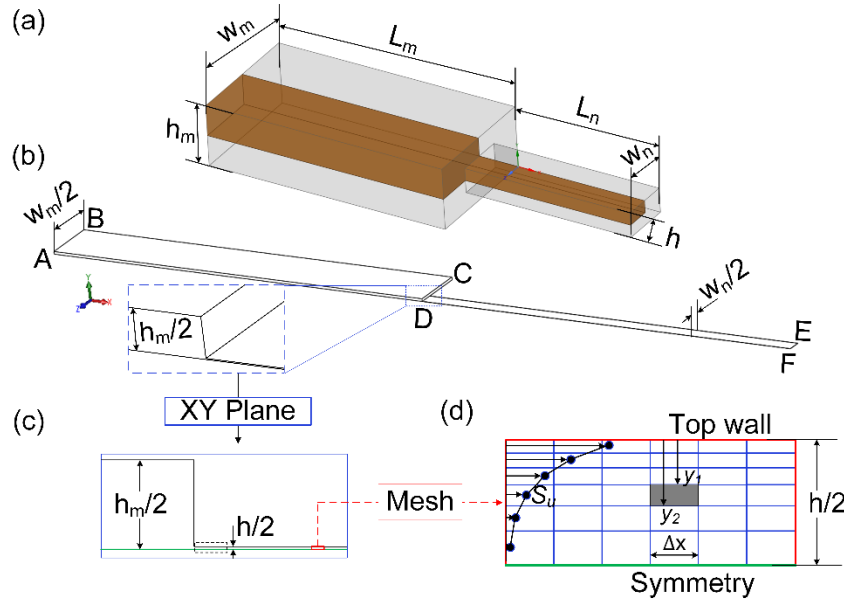 (a)
w_m
L_m
L_n
w_n
h_m
h
(b)
w_m/2
B
A
C
D
w_n/2
E
F
Y
X
Z
h_m/2
XY Plane
(c)
h_m/2
h/2
Mesh
(d)
Top wall
S_u
y_1
y_2
Δx
h/2
Symmetry